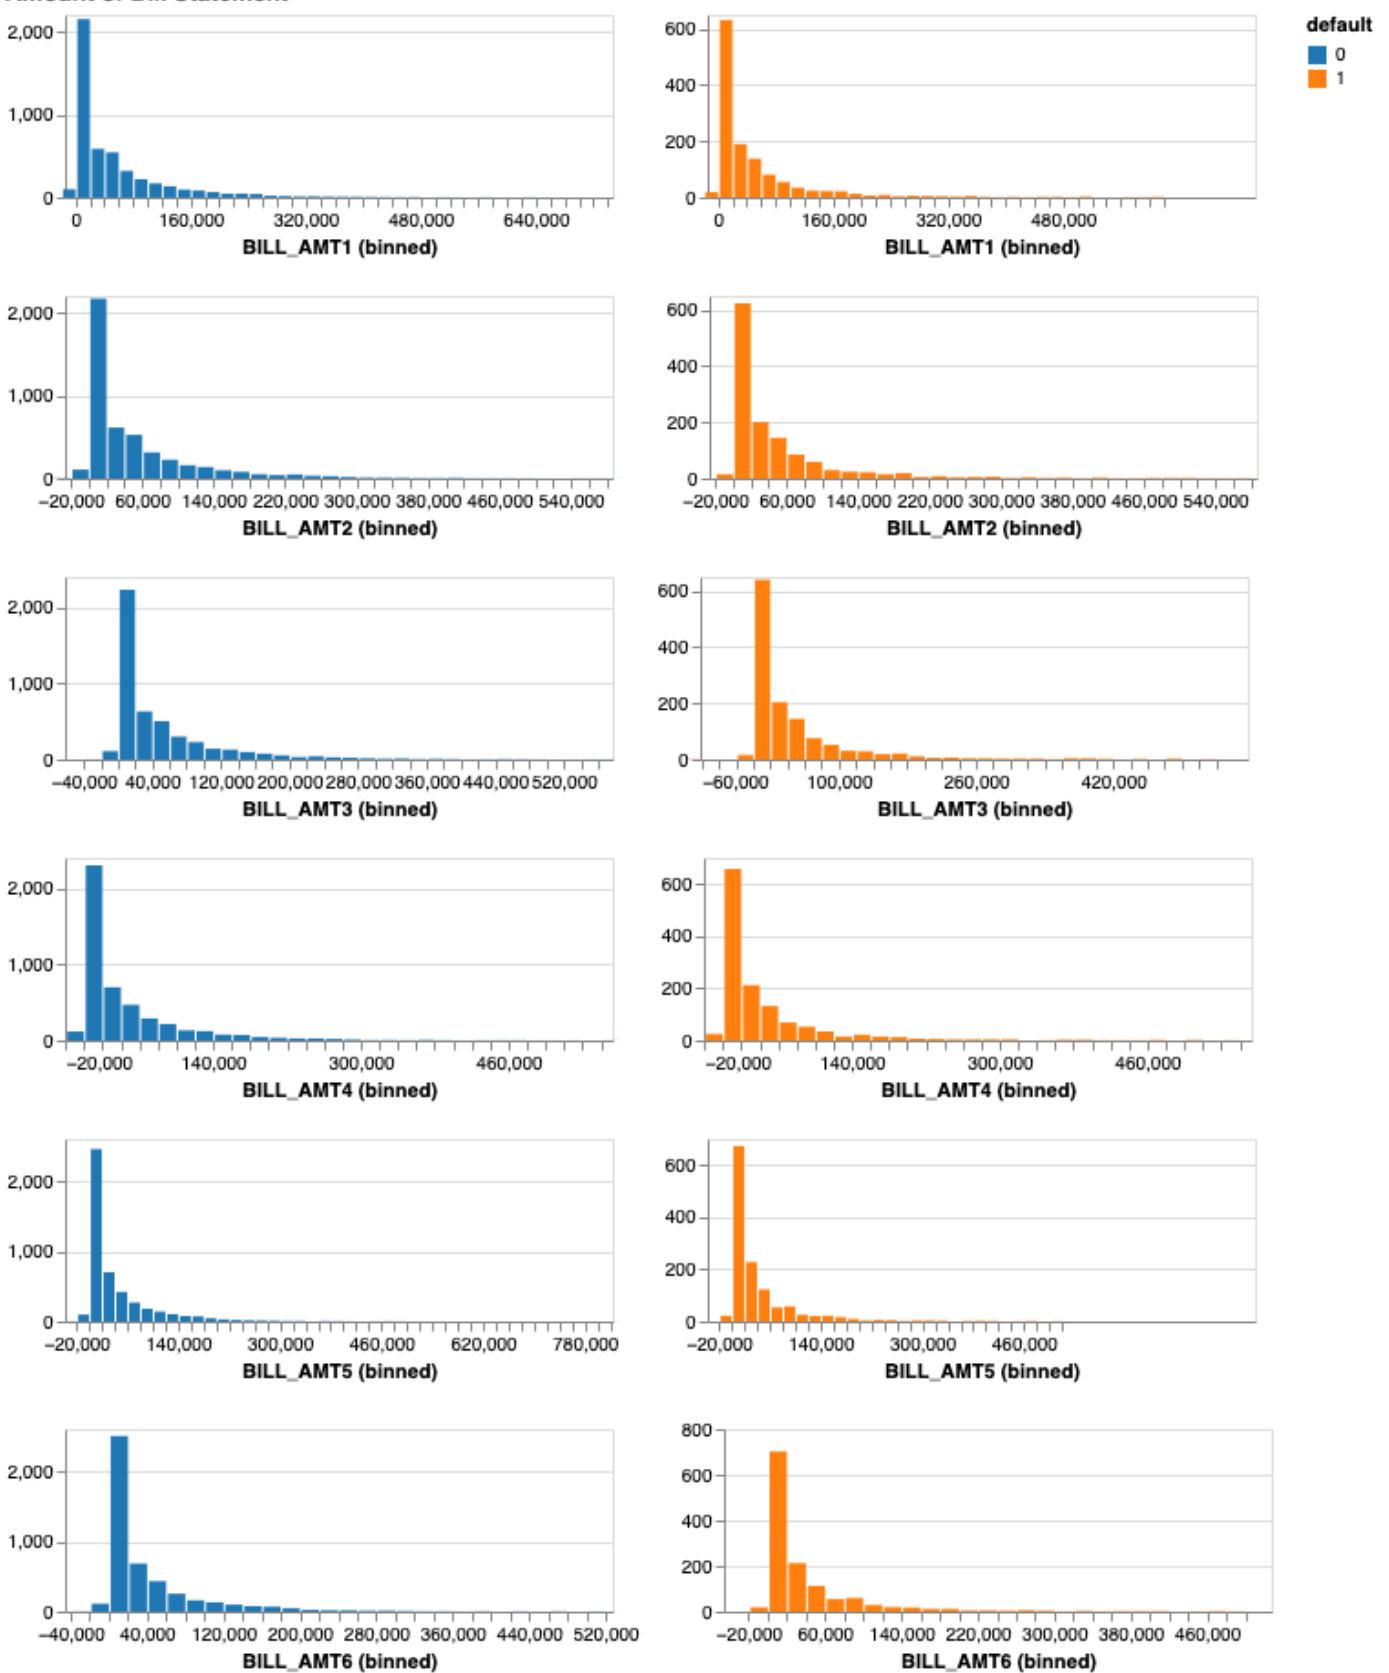 Amount of Bill Statement
2,000
1,000
0
0 160,000 320,000 480,000 640,000
BILL_AMT1 (binned)
600
400
200
0
0 160,000 320,000 480,000
BILL_AMT1 (binned)
default
0
1
2,000
1,000
0
−20,000 60,000 140,000 220,000 300,000 380,000 460,000 540,000
BILL_AMT2 (binned)
600
400
200
0
−20,000 60,000 140,000 220,000 300,000 380,000 460,000 540,000
BILL_AMT2 (binned)
2,000
1,000
0
−40,000 40,000 120,000 200,000 280,000 360,000 440,000 520,000
BILL_AMT3 (binned)
600
400
200
0
−60,000 100,000 260,000 420,000
BILL_AMT3 (binned)
2,000
1,000
0
−20,000 140,000 300,000 460,000
BILL_AMT4 (binned)
600
400
200
0
−20,000 140,000 300,000 460,000
BILL_AMT4 (binned)
2,000
1,000
0
−20,000 140,000 300,000 460,000 620,000 780,000
BILL_AMT5 (binned)
600
400
200
0
−20,000 140,000 300,000 460,000
BILL_AMT5 (binned)
2,000
1,000
0
−40,000 40,000 120,000 200,000 280,000 360,000 440,000 520,000
BILL_AMT6 (binned)
800
600
400
200
0
−20,000 60,000 140,000 220,000 300,000 380,000 460,000
BILL_AMT6 (binned)